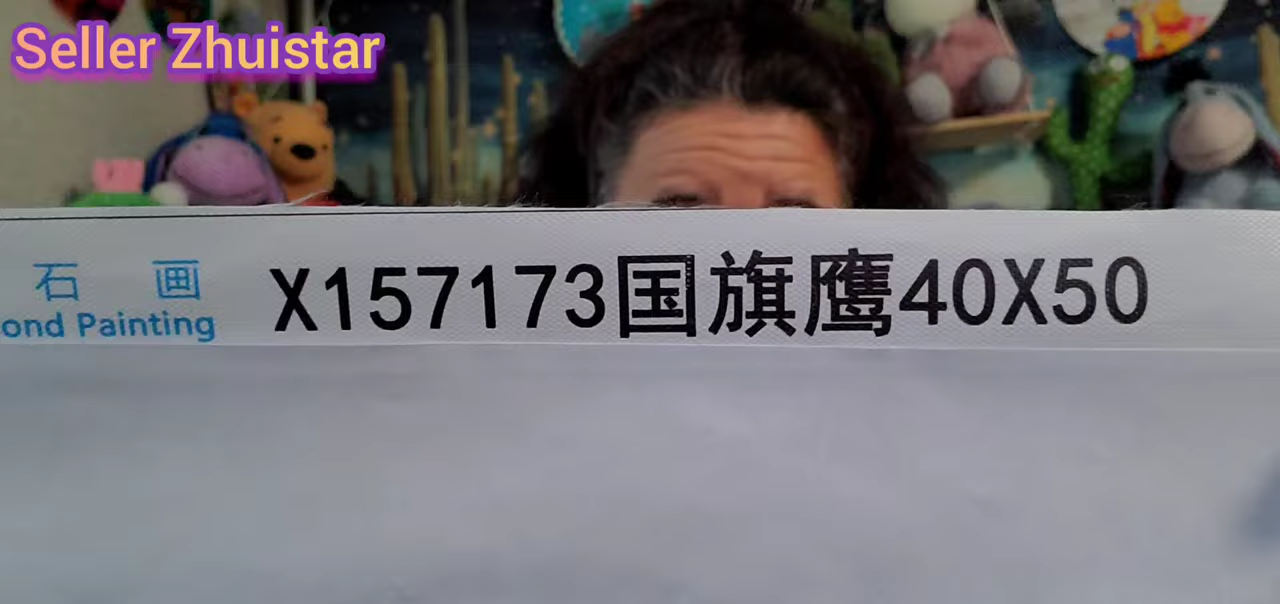 Seller Zhuistar
石 画
ond Painting
X157173国旗鹰40X50